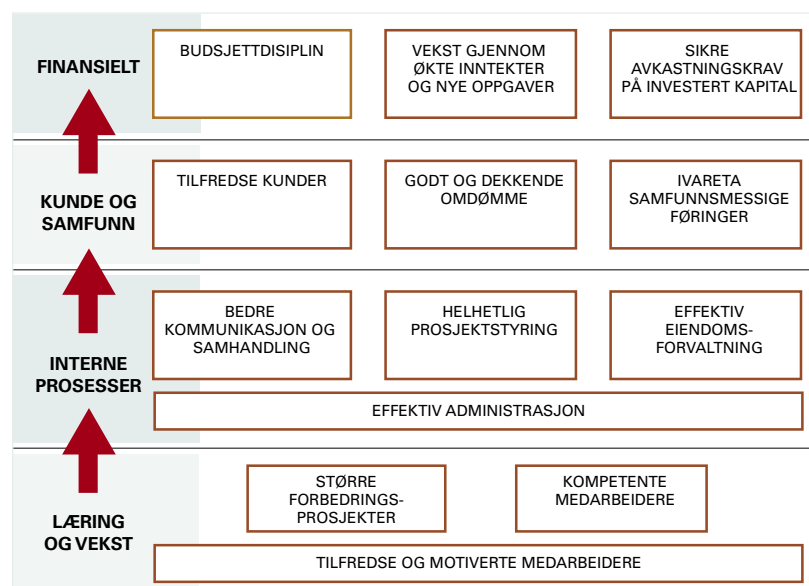 FINANSIELT
BUDSJETTDISIPLIN
VEKST GJENNOM
ØKTE INNTEKTER
OG NYE OPPGAVER
SIKRE
AVKASTNINGSKRAV
PÅ INVESTERT KAPITAL
KUNDE OG
SAMFUNN
TILFREDSE KUNDER
GODT OG DEKKENDE
OMDØMME
IVARETA
SAMFUNNSMESSIGE
FØRINGER
INTERNE
PROSESSER
BEDRE
KOMMUNIKASJON OG
SAMHANDLING
HELHETLIG
PROSJEKTSTYRING
EFFEKTIV
EIENDOMS-
FORVALTNING
EFFEKTIV ADMINISTRASJON
LÆRING
OG VEKST
STØRRE
FORBEDRINGS-
PROSJEKTER
KOMPETENTE
MEDARBEIDERE
TILFREDSE OG MOTIVERTE MEDARBEIDERE